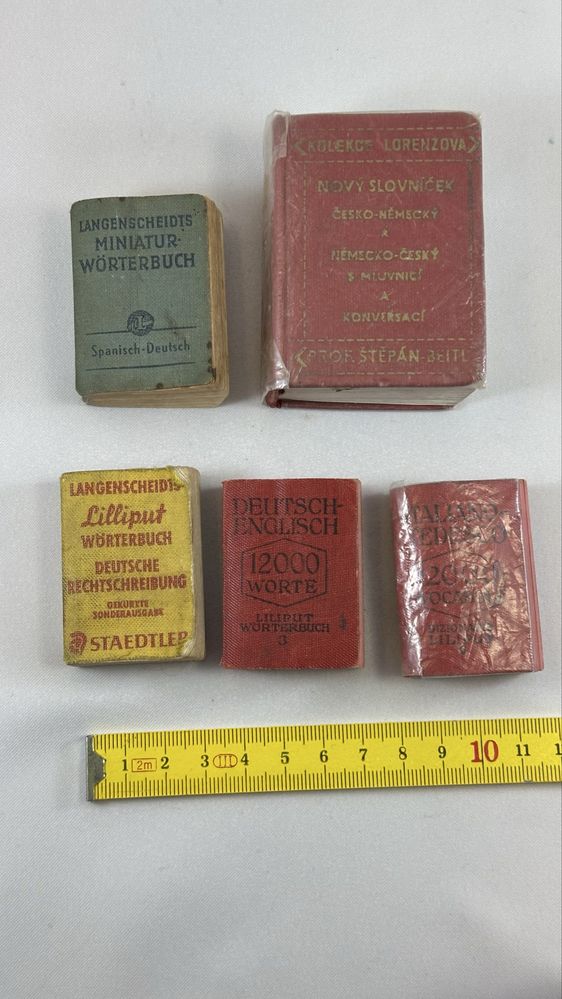 LANGENSCHEIDTS
MINIATUR-
WÖRTERBUCH
Spanisch-Deutsch
KOLEKCE LORENZOVA
NOVÝ SLOVNÍČEK
ČESKO-NĚMECKÝ
A
NĚMECKO-ČESKÝ
S MLUVNICÍ
A
KONVERSACÍ
PROF. ŠTĚPÁN-BEITL
LANGENSCHEIDTS
Lilliput
WÖRTERBUCH
DEUTSCHE
RECHTSCHREIBUNG
GEKÜRZTE
SONDERAUSGABE
STAEDTLER
DEUTSCH-
ENGLISCH
12000
WORTE
LILIPUT
WÖRTERBUCH
3
1 2m 2 3 III 4 5 6 7 8 9 10 11